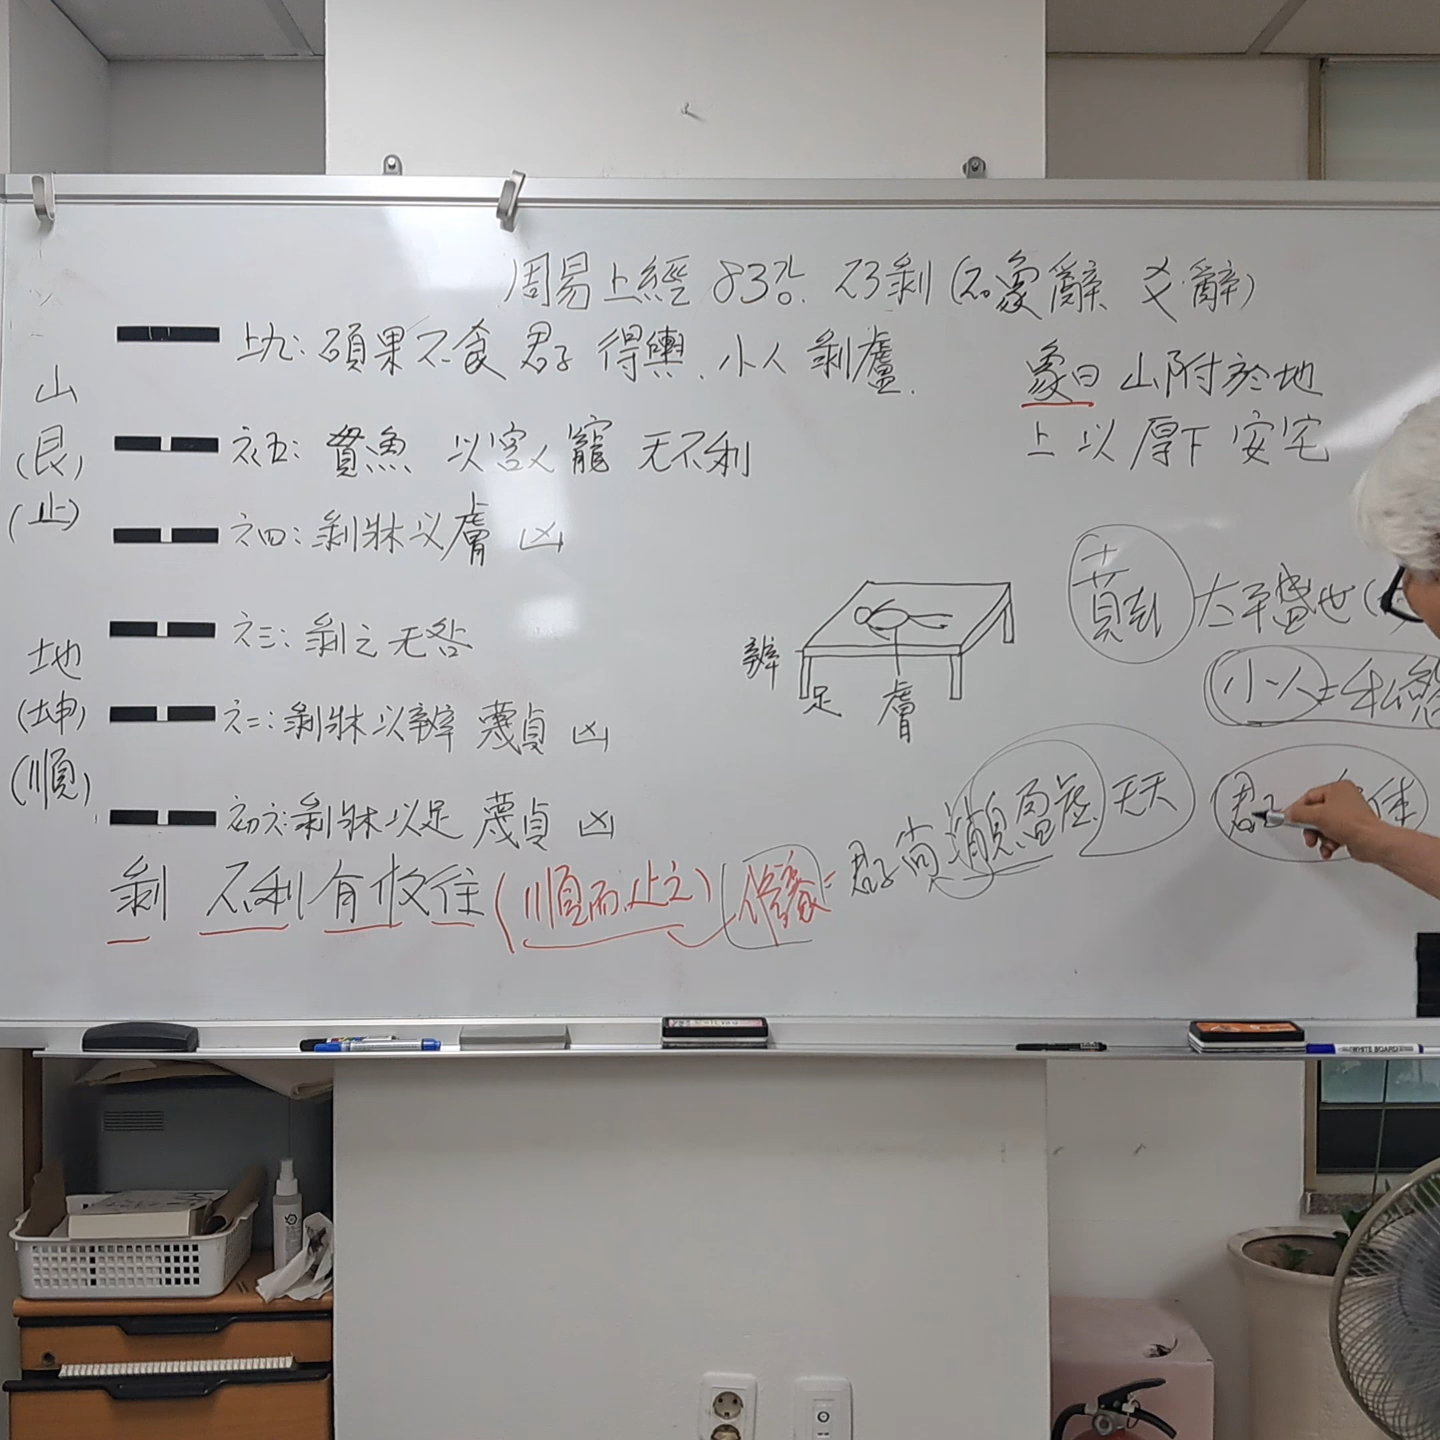 周易上經 83강. 23剝 (大象辭 爻辭)
上九: 碩果不食 君子 得輿. 小人 剝廬.
六五: 貫魚 以宮人 寵 无不利
六四: 剝牀以膚 凶
六三: 剝之无咎
六二: 剝牀以辨 蔑貞 凶
初六: 剝牀以足 蔑貞 凶
剝 不利有攸往 (順而止之)
君子尙消息盈虛 天
山
(艮)
(止)
地
(坤)
(順)
象曰 山附於地
上以厚下安宅
辨
足
膚
太平盛世
小人=
君子
WHITE BOARD